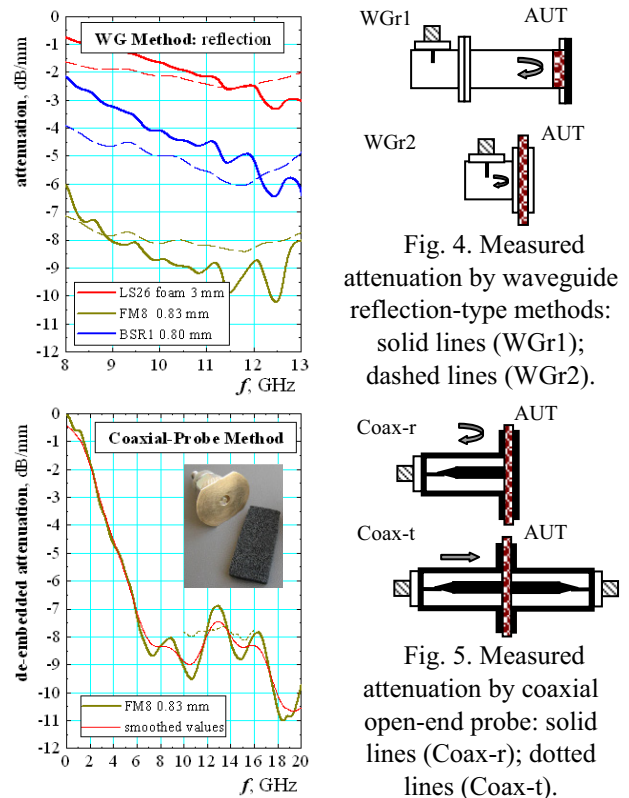 WG Method: reflection
attenuation, dB/mm
0
-1
-2
-3
-4
-5
-6
-7
-8
-9
-10
-11
-12
LS26 foam 3 mm
FM8 0.83 mm
BSR1 0.80 mm
8 9 10 11 12 13
f, GHz
WGr1
AUT
WGr2
AUT
Fig. 4. Measured
attenuation by waveguide
reflection-type methods:
solid lines (WGr1);
dashed lines (WGr2).
Coaxial-Probe Method
de-embedded attenuation, dB/mm
0
-1
-2
-3
-4
-5
-6
-7
-8
-9
-10
-11
-12
FM8 0.83 mm
smoothed values
0 2 4 6 8 10 12 14 16 18 20
f, GHz
Coax-r
AUT
Coax-t
AUT
Fig. 5. Measured
attenuation by coaxial
open-end probe: solid
lines (Coax-r); dotted
lines (Coax-t).